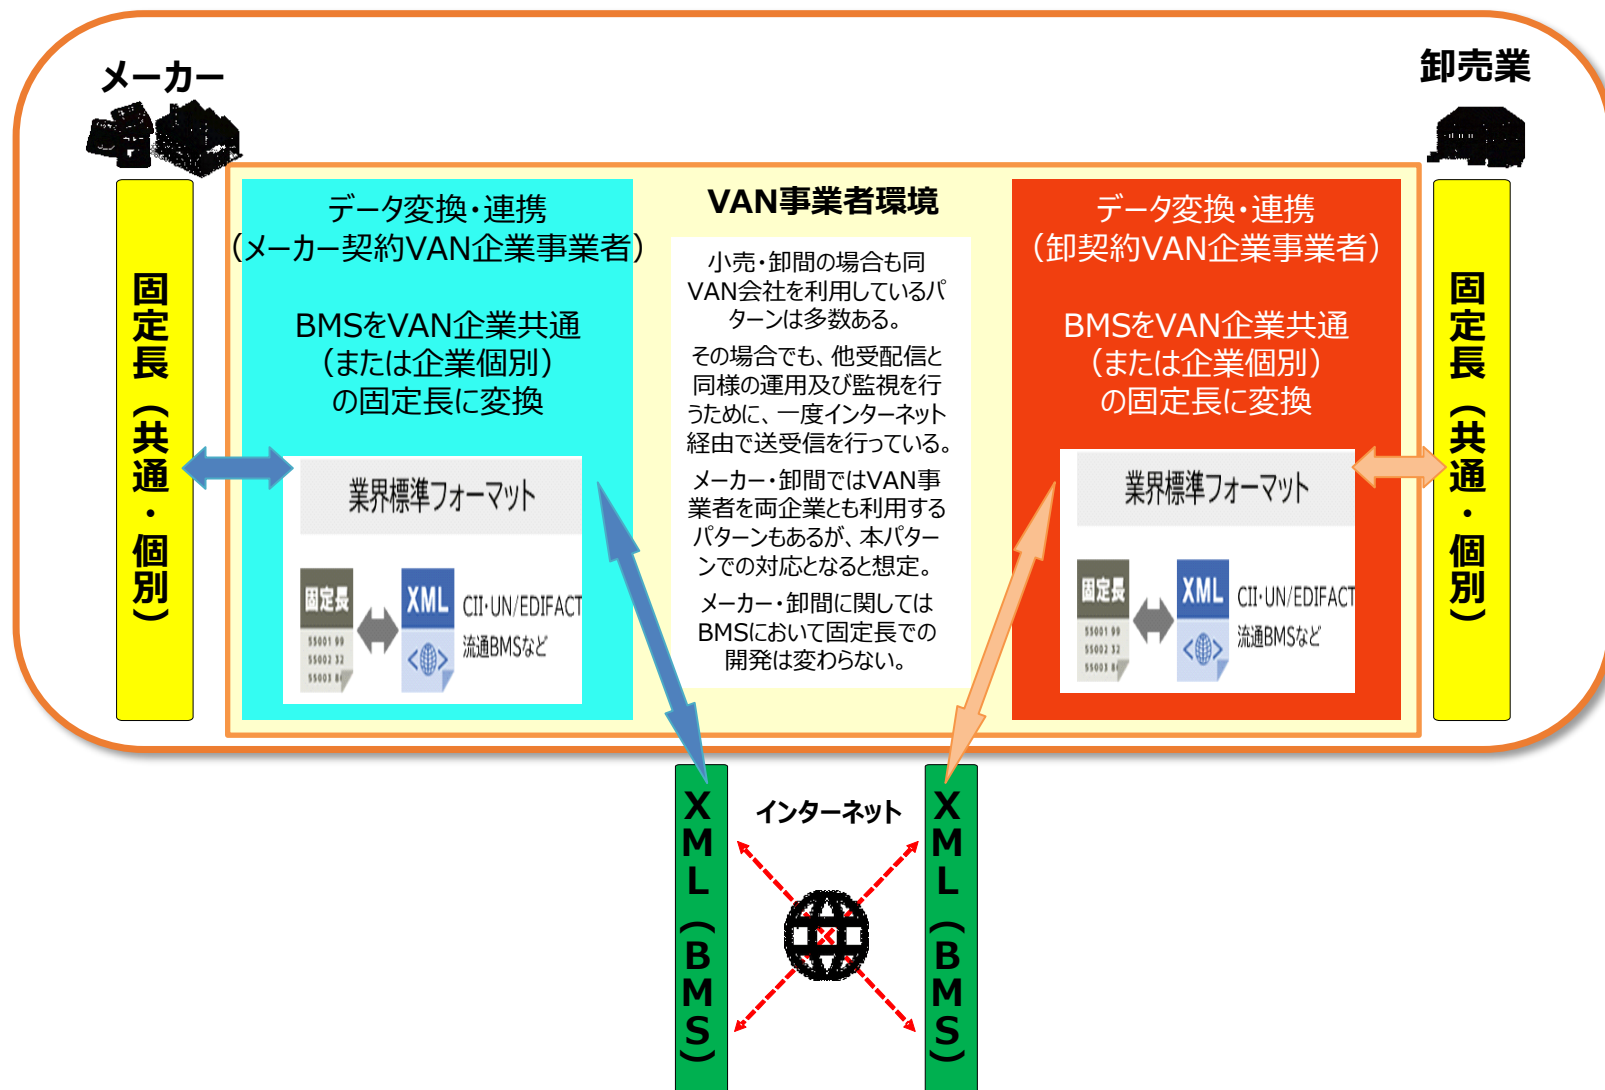 メーカー
卸売業
固定長（共通・個別）
データ変換・連携
（メーカー契約VAN企業事業者）
BMSをVAN企業共通
（または企業個別）
の固定長に変換
業界標準フォーマット
固定長
55001 99
55002 32
55003 8
XML
CII・UN/EDIFACT
流通BMSなど
VAN事業者環境
小売・卸間の場合も同
VAN会社を利用しているパ
ターンは多数ある。
その場合でも、他受配信と
同様の運用及び監視を行
うために、一度インターネット
経由で送受信を行っている。
メーカー・卸間ではVAN事
業者を両企業とも利用する
パターンもあるが、本パター
ンでの対応となると想定。
メーカー・卸間に関しては
BMSにおいて固定長での
開発は変わらない。
データ変換・連携
（卸契約VAN企業事業者）
BMSをVAN企業共通
（または企業個別）
の固定長に変換
業界標準フォーマット
固定長
55001 99
55002 32
55003 8
XML
CII・UN/EDIFACT
流通BMSなど
固定長（共通・個別）
XML（BMS）
インターネット
XML（BMS）